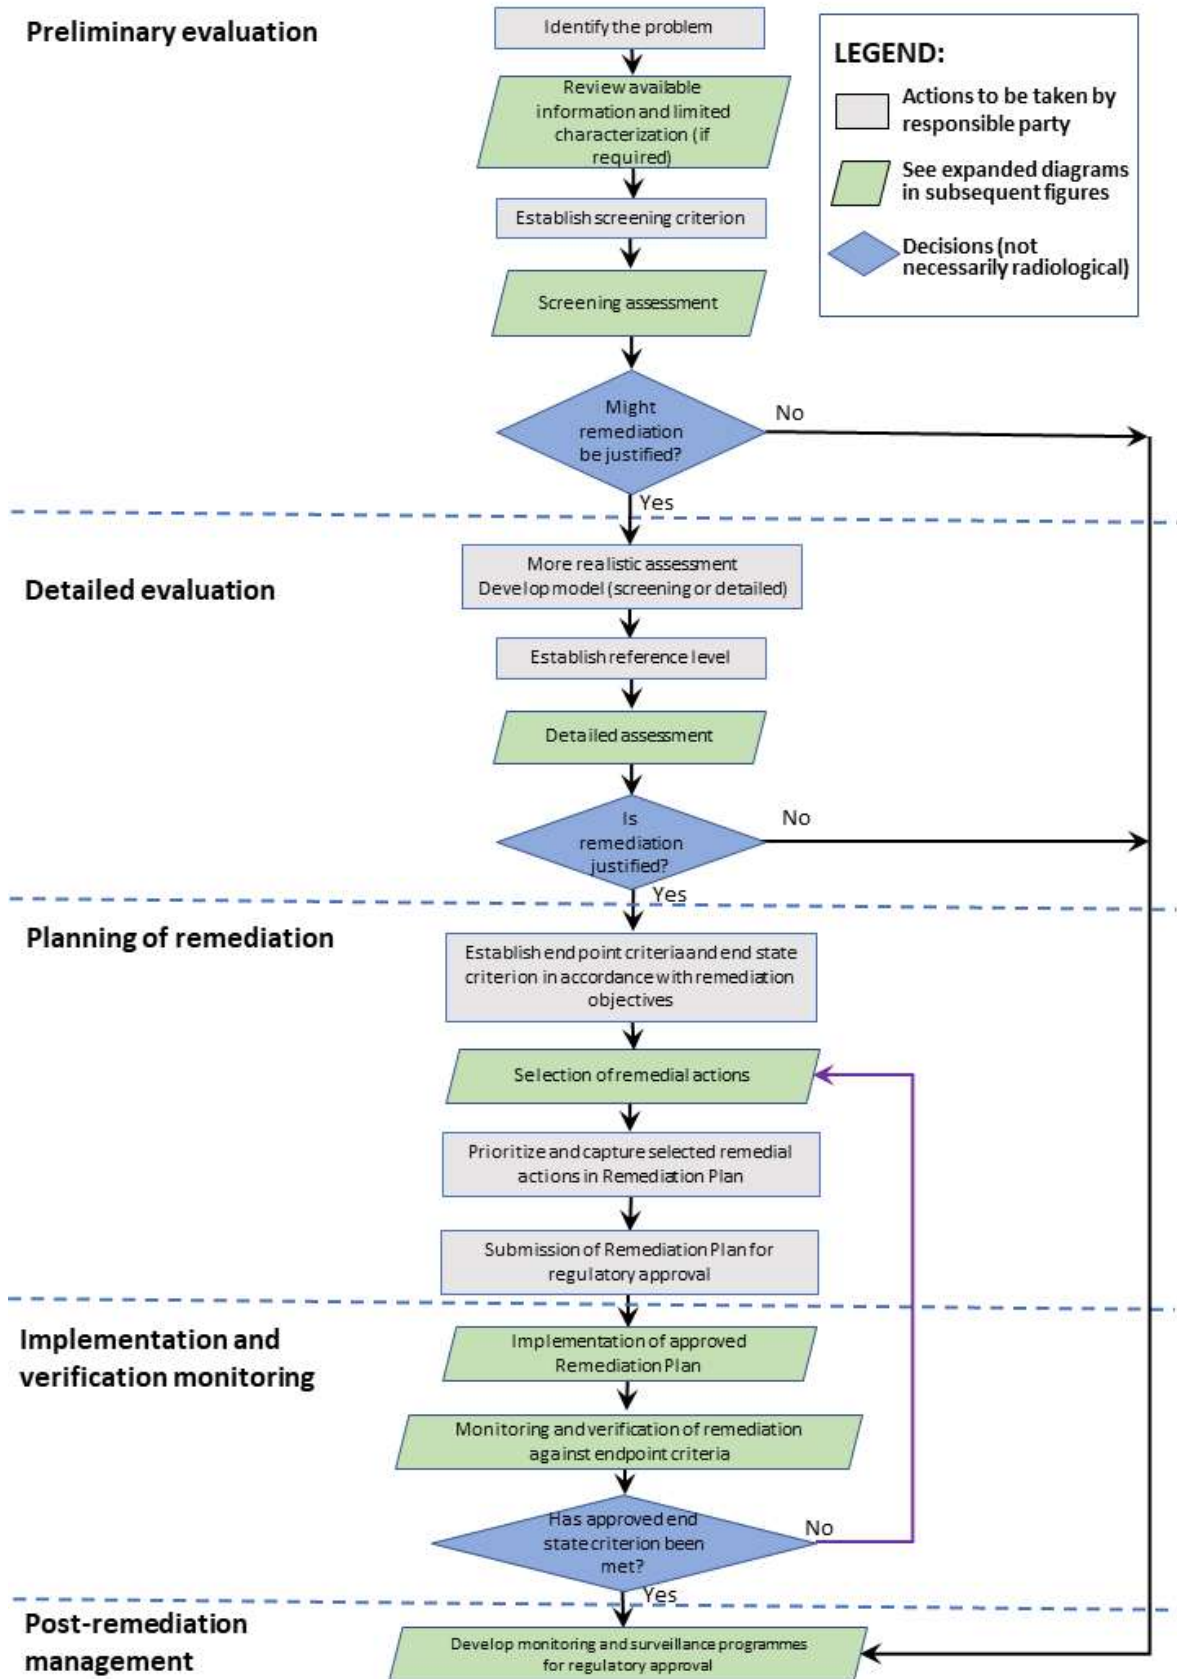 Preliminary evaluation
Identify the problem
Review available
information and limited
characterization (if
required)
Establish screening criterion
Screening assessment
Might
remediation
be justified?
No
Yes
LEGEND:
Actions to be taken by
responsible party
See expanded diagrams
in subsequent figures
Decisions (not
necessarily radiological)
Detailed evaluation
More realistic assessment
Develop model (screening or detailed)
Establish reference level
Detailed assessment
Is
remediation
justified?
No
Yes
Planning of remediation
Establish end point criteria and end state
criterion in accordance with remediation
objectives
Selection of remedial actions
Prioritize and capture selected remedial
actions in Remediation Plan
Submission of Remediation Plan for
regulatory approval
Implementation and
verification monitoring
Implementation of approved
Remediation Plan
Monitoring and verification of remediation
against endpoint criteria
Has approved end
state criterion been
met?
No
Yes
Post-remediation
management
Develop monitoring and surveillance programmes
for regulatory approval